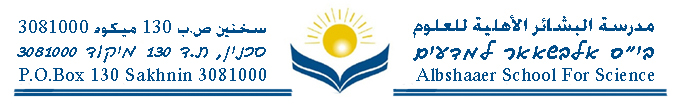 مدرسة البشائر الأهلية للعلوم
בי"ס אלבשאאר למדעים
Albshaaer School For Science
سخنين ص.ب 130 ميكود 3081000
סכנין, ת.ד 130 מיקוד 3081000
P.O.Box 130 Sakhnin 3081000